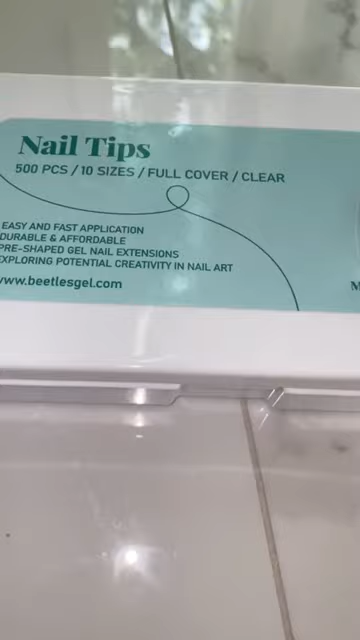 Nail Tips
500 PCS / 10 SIZES / FULL COVER / CLEAR
EASY AND FAST APPLICATION
DURABLE & AFFORDABLE
PRE-SHAPED GEL NAIL EXTENSIONS
EXPLORING POTENTIAL CREATIVITY IN NAIL ART
www.beetlesgel.com
M